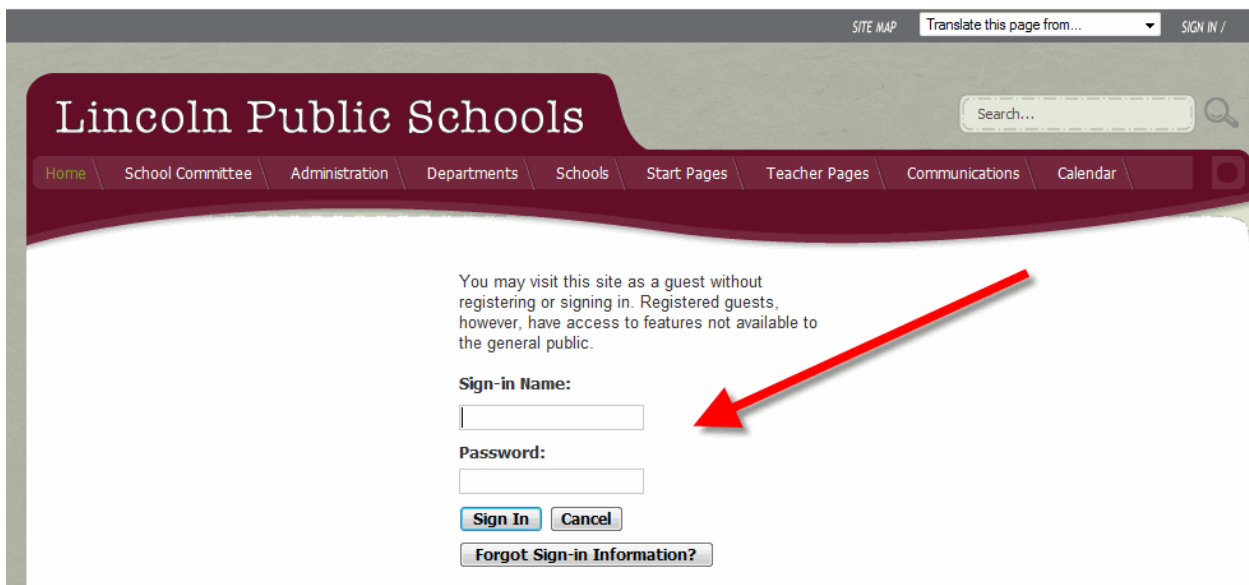 SITE MAP Translate this page from... SIGN IN /
Lincoln Public Schools
Search...
Home School Committee Administration Departments Schools Start Pages Teacher Pages Communications Calendar
You may visit this site as a guest without
registering or signing in. Registered guests,
however, have access to features not available to
the general public.
Sign-in Name:
Password:
Sign In Cancel
Forgot Sign-in Information?